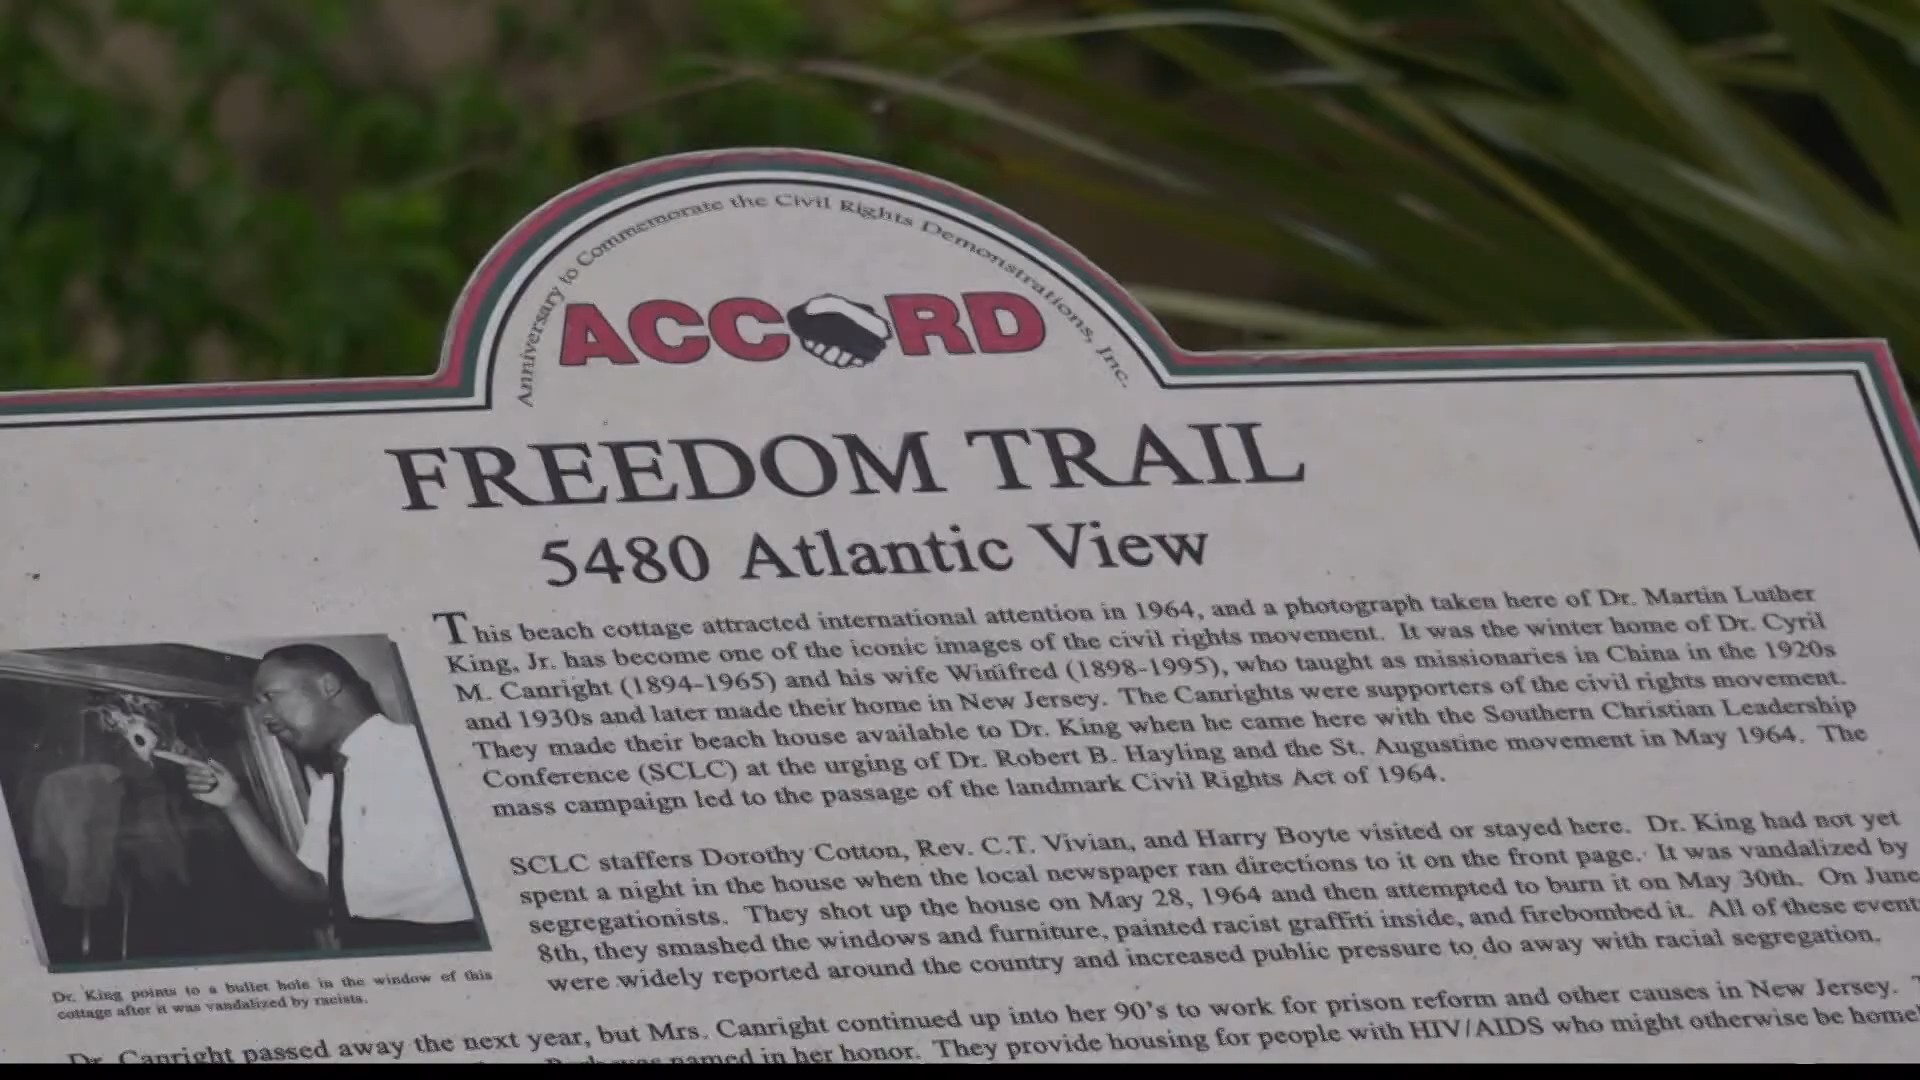 Anniversary to Commemorate the Civil Rights Demonstrations, Inc.
ACCORD
FREEDOM TRAIL
5480 Atlantic View
This beach cottage attracted international attention in 1964, and a photograph taken here of Dr. Martin Luther
King, Jr. has become one of the iconic images of the civil rights movement. It was the winter home of Dr. Cyril
M. Canright (1894-1965) and his wife Winifred (1898-1995), who taught as missionaries in China in the 1920s
and 1930s and later made their home in New Jersey. The Canrights were supporters of the civil rights movement.
They made their beach house available to Dr. King when he came here with the Southern Christian Leadership
Conference (SCLC) at the urging of Dr. Robert B. Hayling and the St. Augustine movement in May 1964. The
mass campaign led to the passage of the landmark Civil Rights Act of 1964.
SCLC staffers Dorothy Cotton, Rev. C.T. Vivian, and Harry Boyte visited or stayed here. Dr. King had not yet
spent a night in the house when the local newspaper ran directions to it on the front page. It was vandalized by
segregationists. They shot up the house on May 28, 1964 and then attempted to burn it on May 30th. On June
8th, they smashed the windows and furniture, painted racist graffiti inside, and firebombed it. All of these event
were widely reported around the country and increased public pressure to do away with racial segregation.
Dr. King points to a bullet hole in the window of this
cottage after it was vandalized by racists.
Dr. Canright passed away the next year, but Mrs. Canright continued up into her 90's to work for prison reform and other causes in New Jersey.
was named in her honor. They provide housing for people with HIV/AIDS who might otherwise be homel